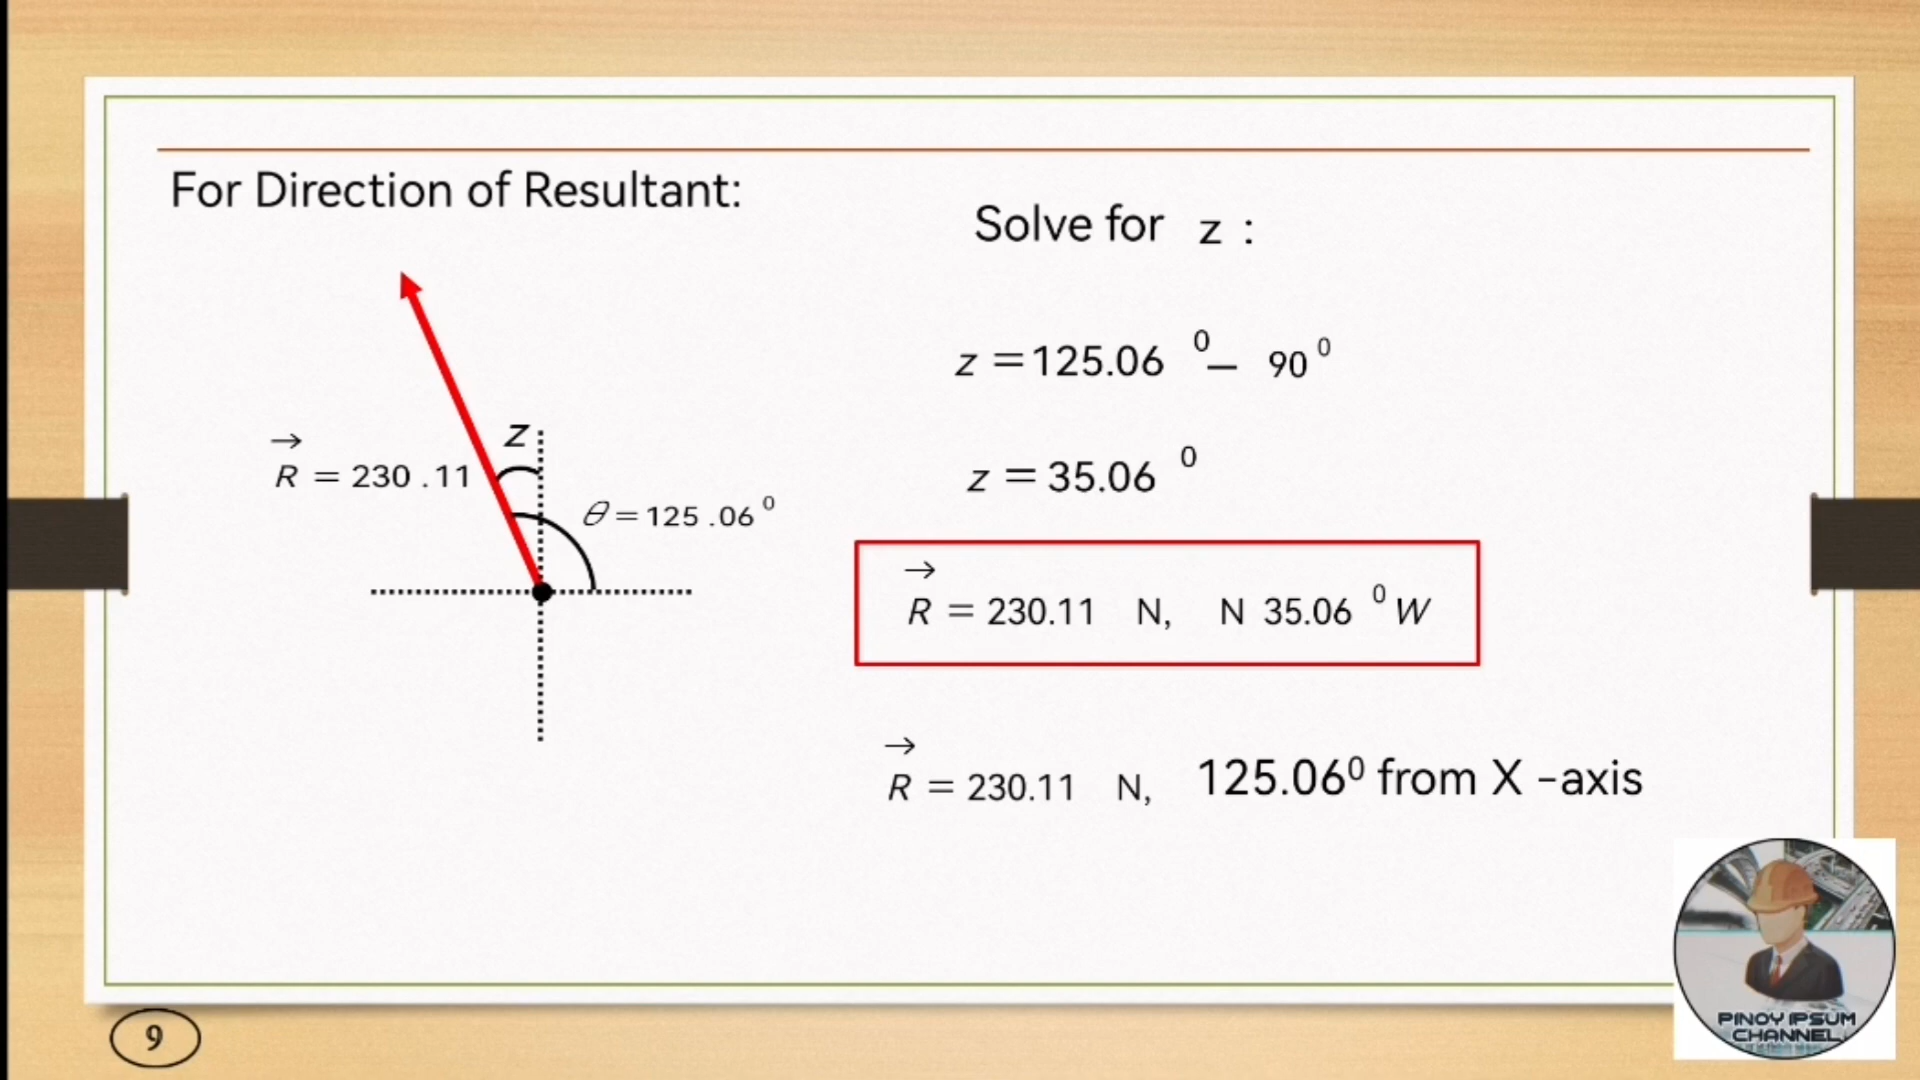 For Direction of Resultant:
Solve for z :
z = 125.06 ⁰ – 90 ⁰
z = 35.06 ⁰
z
→
R = 230 .11
θ = 125 .06 ⁰
→
R = 230.11 N, N 35.06 ⁰ W
→
R = 230.11 N, 125.06⁰ from X –axis
PINOY IPSUM
CHANNEL
9